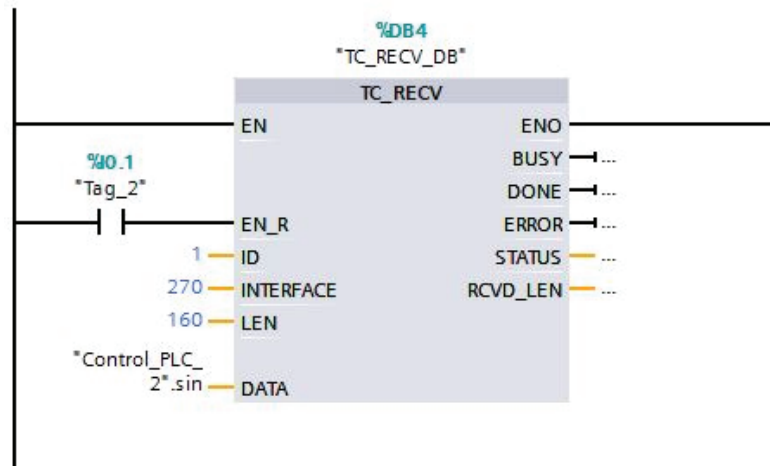 %DB4
"TC_RECV_DB"
TC_RECV
EN ENO
BUSY ...
DONE ...
%I0.1
"Tag_2"
EN_R ERROR ...
1 ID STATUS ...
270 INTERFACE RCVD_LEN ...
160 LEN
"Control_PLC_
2".sin DATA